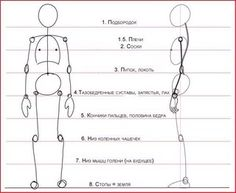 1. Подбородок
1.5. Плечи
2. Соски
3. Пупок, локоть
4. Тазобедренные суставы, запястья, пах
5. Кончики пальцев, половина бедра
6. Низ коленных чашечек
7. Низ мышц голени (на будущее)
8. Стопы = земля